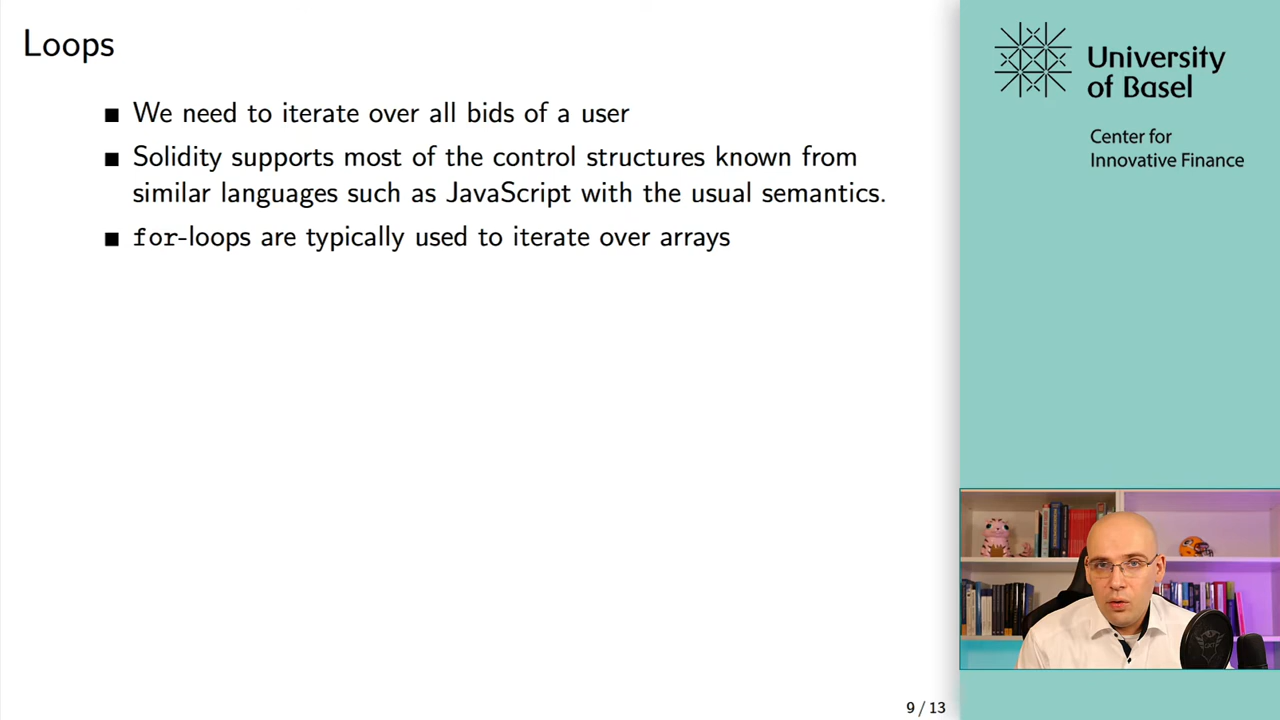 Loops
We need to iterate over all bids of a user
Solidity supports most of the control structures known from
similar languages such as JavaScript with the usual semantics.
for-loops are typically used to iterate over arrays
9 / 13
University
of Basel
Center for
Innovative Finance